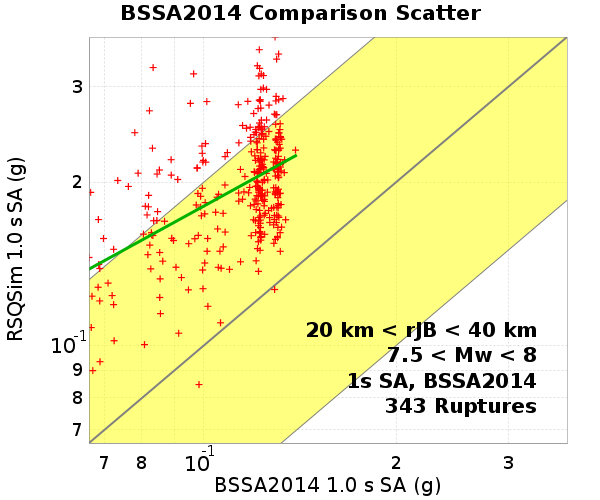 BSSA2014 Comparison Scatter
RSQSim 1.0 s SA (g)
3
2
10-1
9
8
7
20 km < rJB < 40 km
7.5 < Mw < 8
1s SA, BSSA2014
343 Ruptures
7 8 10-1 2 3
BSSA2014 1.0 s SA (g)